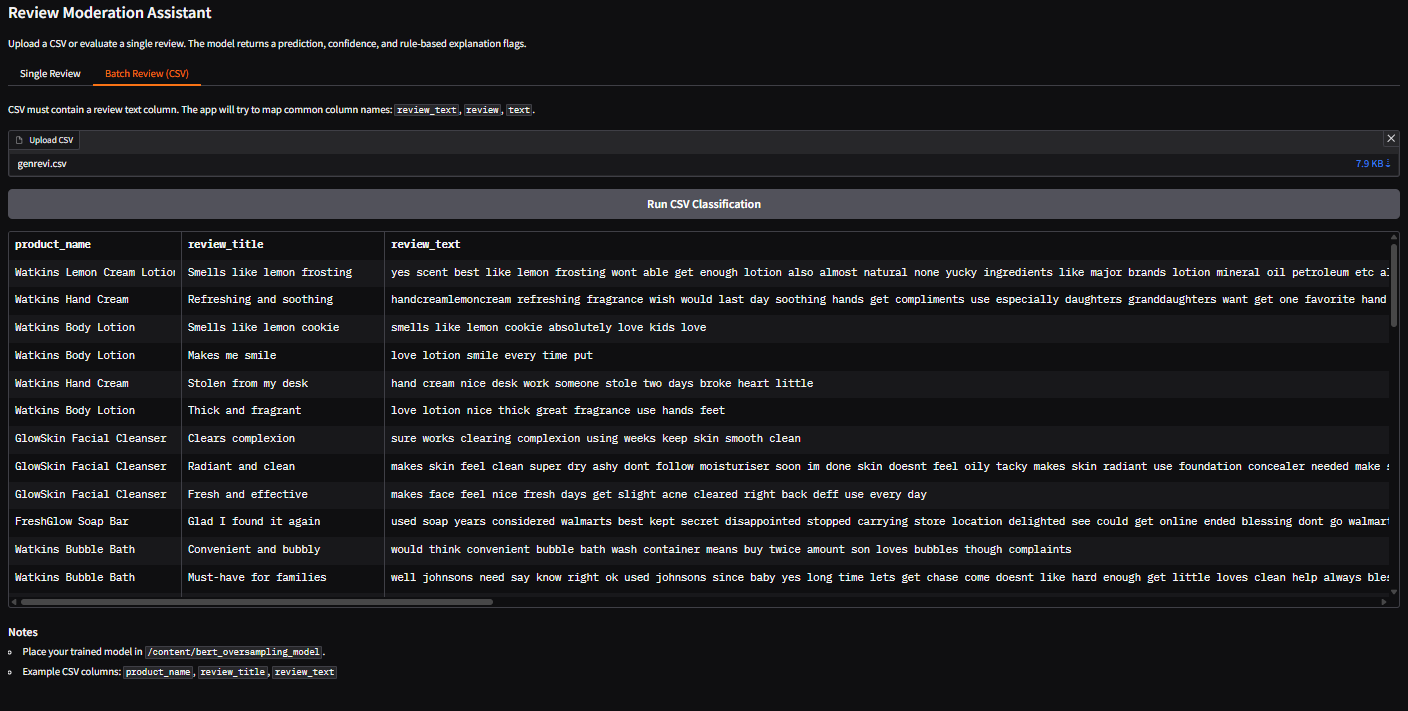 Review Moderation Assistant
Upload a CSV or evaluate a single review. The model returns a prediction, confidence, and rule-based explanation flags.
Single Review Batch Review (CSV)
CSV must contain a review text column. The app will try to map common column names: review_text, review, text.
Upload CSV
genrevi.csv 7.9 KB
Run CSV Classification
product_name review_title review_text
Watkins Lemon Cream Lotion Smells like lemon frosting yes scent best like lemon frosting wont able get enough lotion also almost natural none yucky ingredients like major brands lotion mineral oil petroleum etc
Watkins Hand Cream Refreshing and soothing handcreamlemoncream refreshing fragrance wish would last day soothing hands get compliments use especially daughters granddaughters want get one favorite hand
Watkins Body Lotion Smells like lemon cookie smells like lemon cookie absolutely love kids love
Watkins Body Lotion Makes me smile love lotion smile every time put
Watkins Hand Cream Stolen from my desk hand cream nice desk work someone stole two days broke heart little
Watkins Body Lotion Thick and fragrant love lotion nice thick great fragrance use hands feet
GlowSkin Facial Cleanser Clears complexion sure works clearing complexion using weeks keep skin smooth clean
GlowSkin Facial Cleanser Radiant and clean makes skin feel clean super dry ashy dont follow moisturiser soon im done skin doesnt feel oily tacky makes skin radiant use foundation concealer needed make
GlowSkin Facial Cleanser Fresh and effective makes face feel nice fresh days get slight acne cleared right back deff use every day
FreshGlow Soap Bar Glad I found it again used soap years considered walmarts best kept secret disappointed stopped carrying store location delighted see could get online ended blessing dont go walmart
Watkins Bubble Bath Convenient and bubbly would think convenient bubble bath wash container means buy twice amount son loves bubbles though complaints
Watkins Bubble Bath Must-have for families well johnsons need say know right ok used johnsons since baby yes long time lets get chase come doesnt like hard enough get little loves clean help always
Notes
Place your trained model in /content/bert_oversampling_model.
Example CSV columns: product_name, review_title, review_text